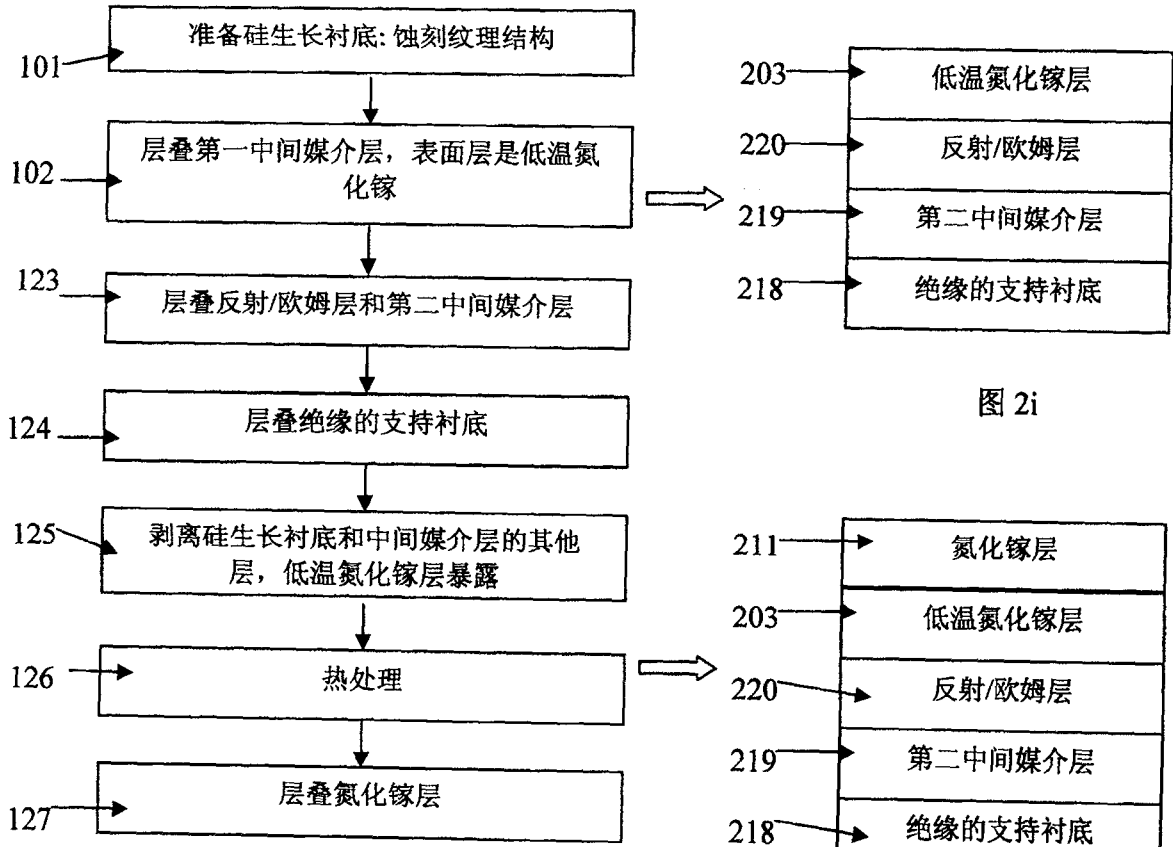 准备硅生长衬底: 蚀刻纹理结构
101
层叠第一中间媒介层，表面层是低温氮
化镓
102
123
层叠反射/欧姆层和第二中间媒介层
124
层叠绝缘的支持衬底
125
剥离硅生长衬底和中间媒介层的其他
层，低温氮化镓层暴露
126
热处理
层叠氮化镓层
127
203
低温氮化镓层
220
反射/欧姆层
219
第二中间媒介层
218
绝缘的支持衬底
图 2i
211
氮化镓层
203
低温氮化镓层
220
反射/欧姆层
219
第二中间媒介层
218
绝缘的支持衬底